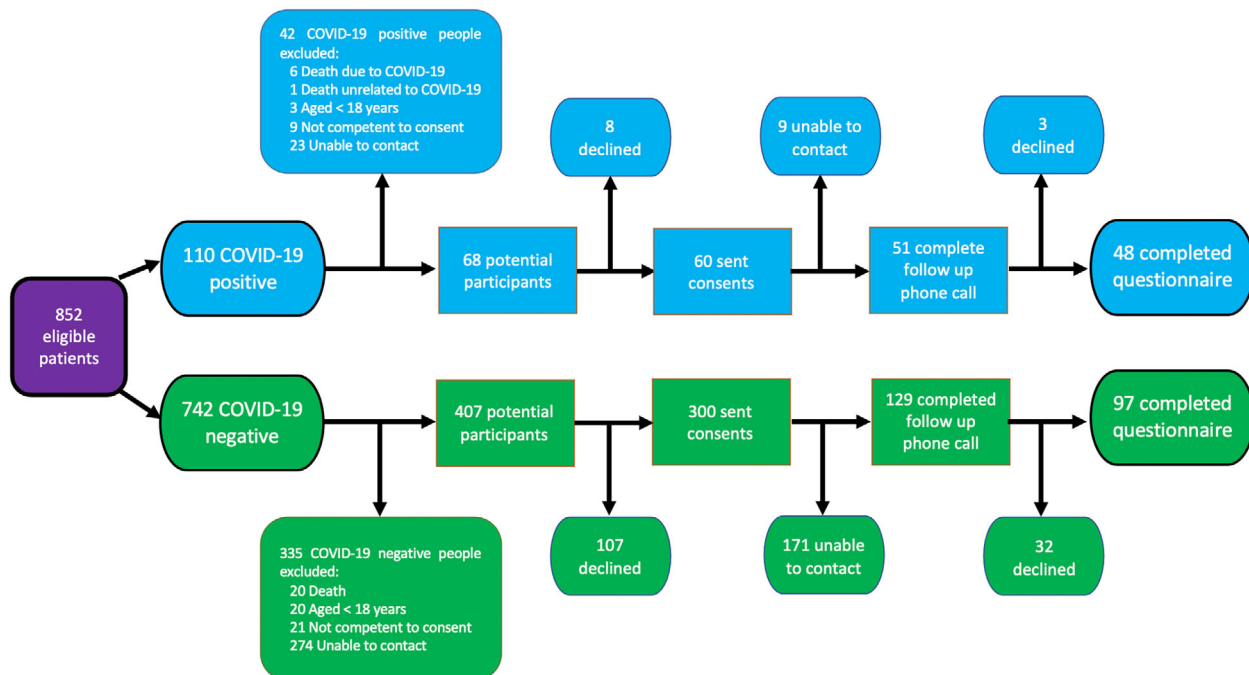 42 COVID-19 positive people
excluded:
6 Death due to COVID-19
1 Death unrelated to COVID-19
3 Aged < 18 years
9 Not competent to consent
23 Unable to contact
8
declined
9 unable to
contact
3
declined
852
eligible
patients
110 COVID-19
positive
68 potential
participants
60 sent
consents
51 complete
follow up
phone call
48 completed
questionnaire
742 COVID-19
negative
407 potential
participants
300 sent
consents
129 completed
follow up
phone call
97 completed
questionnaire
335 COVID-19 negative people
excluded:
20 Death
20 Aged < 18 years
21 Not competent to consent
274 Unable to contact
107
declined
171 unable
to contact
32
declined